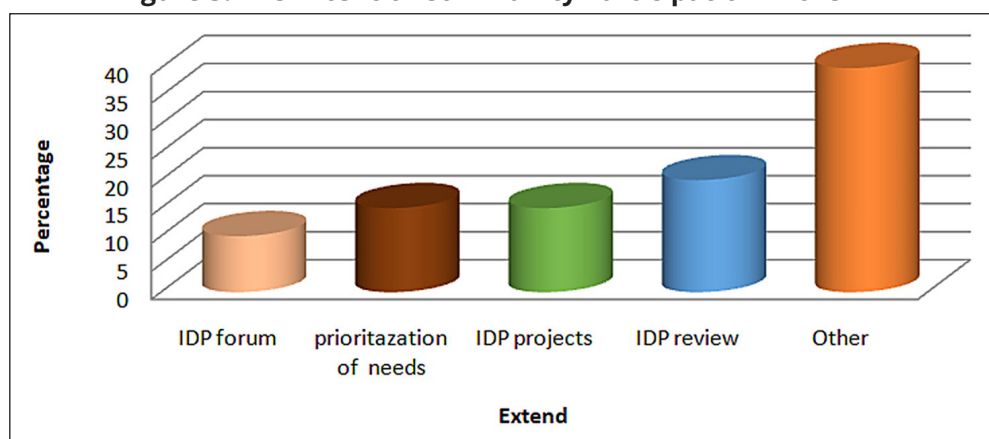 40
35
30
25
20
15
10
5
0
Percentage
IDP forum
prioritazation
of needs
IDP projects
IDP review
Other
Extend